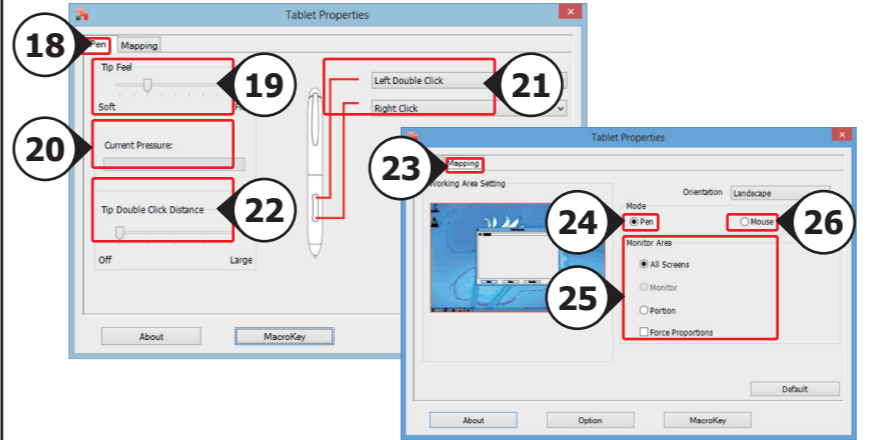 Tablet Properties
18
Pen Mapping
Tip Feel
19
Soft
20
Current Pressure:
Tip Double Click Distance
22
Off Large
Left Double Click
21
Right Click
About MacroKey
Tablet Properties
23
Mapping
Working Area Setting
Orientation Landscape
Mode
24
Pen
Mouse
26
Monitor Area
All Screens
25
Monitor
Portion
Force Proportions
Default
About Option MacroKey